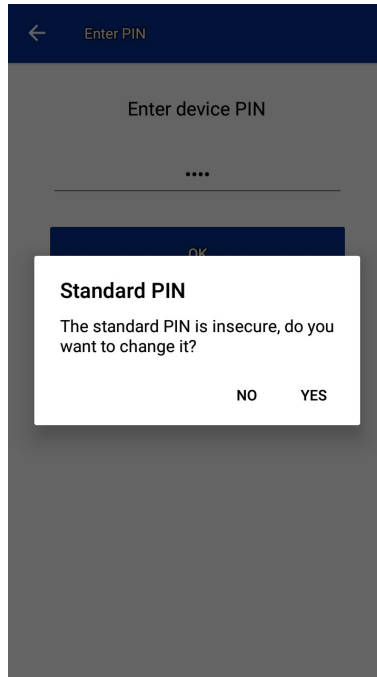 Enter PIN
Enter device PIN
••••
OK
Standard PIN
The standard PIN is insecure, do you
want to change it?
NO YES